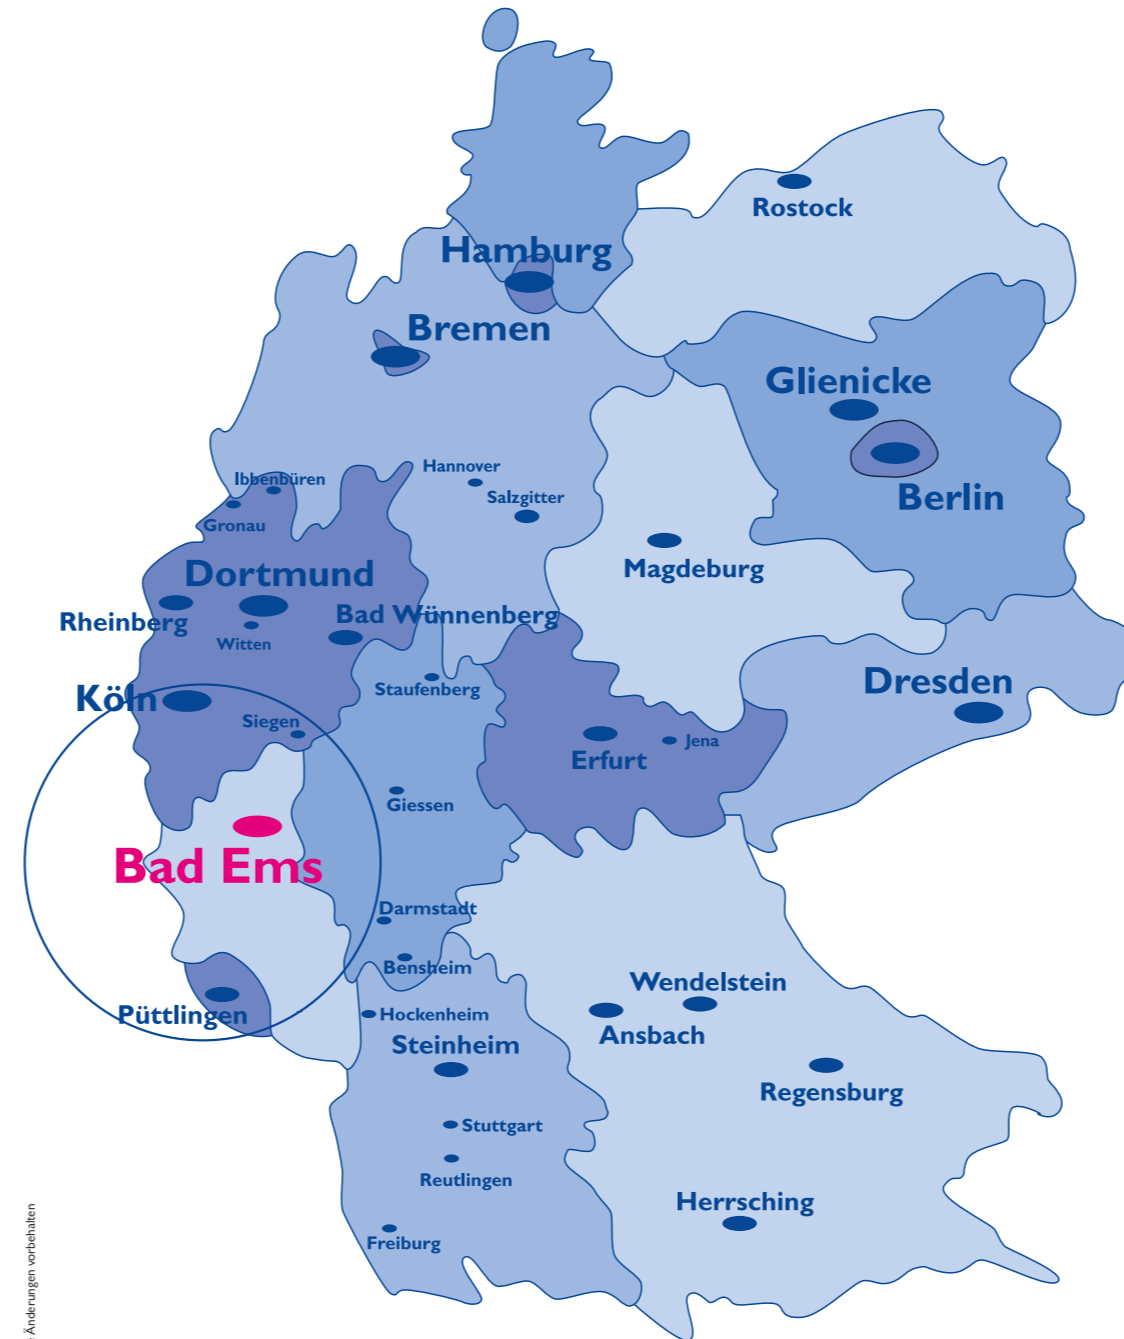 Rostock
Hamburg
Bremen
Glienicke
Berlin
Hannover
Ibbenbüren
Salzgitter
Gronau
Magdeburg
Dortmund
Bad Wünnenberg
Rheinberg
Witten
Dresden
Staufenberg
Köln
Siegen
Jena
Erfurt
Giessen
Bad Ems
Darmstadt
Bensheim
Wendelstein
Püttlingen
Hockenheim
Ansbach
Steinheim
Regensburg
Stuttgart
Reutlingen
Herrsching
Freiburg
Änderungen vorbehalten